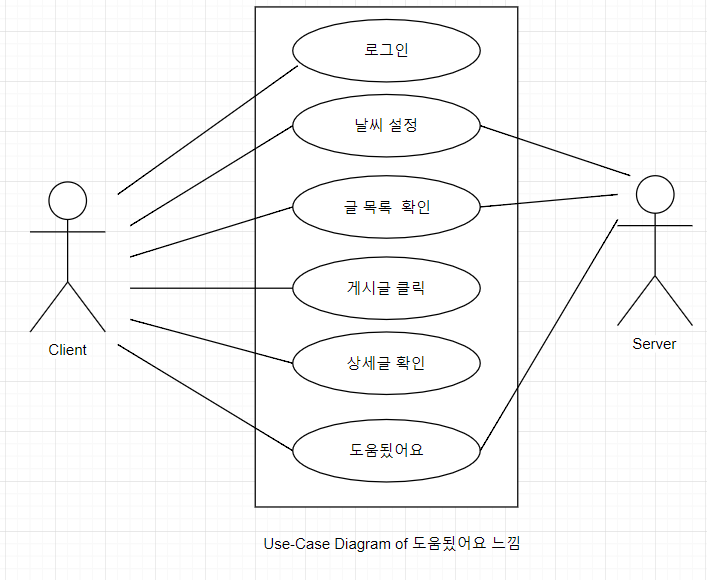 로그인
날씨 설정
글 목록 확인
게시글 클릭
상세글 확인
도움됬어요
Client
Server
Use-Case Diagram of 도움됬어요 느낌